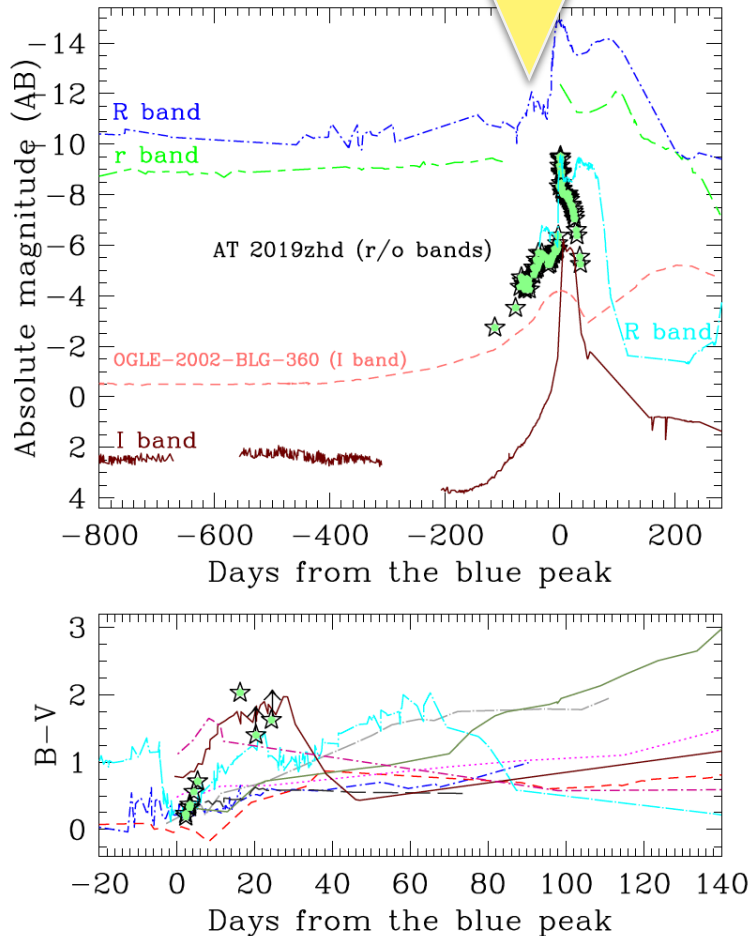 −14
R band
−12
−10
r band
−8
AT 2019zhd (r/o bands)
−6
−4
R band
−2
OGLE−2002−BLG−360 (I band)
0
I band
2
4
Absolute magnitude (AB)
−800 −600 −400 −200 0 200
Days from the blue peak
3
2
1
0
B−V
−20 0 20 40 60 80 100 120 140
Days from the blue peak